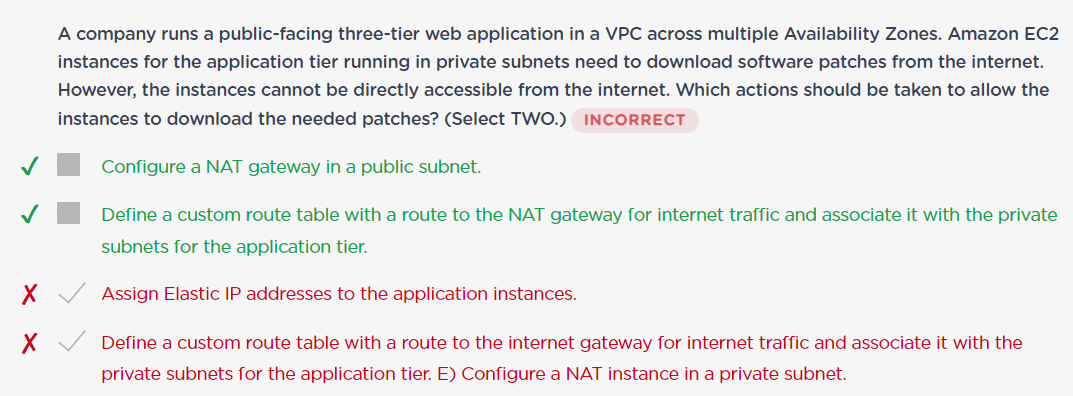 A company runs a public-facing three-tier web application in a VPC across multiple Availability Zones. Amazon EC2
instances for the application tier running in private subnets need to download software patches from the internet.
However, the instances cannot be directly accessible from the internet. Which actions should be taken to allow the
instances to download the needed patches? (Select TWO.) INCORRECT
Configure a NAT gateway in a public subnet.
Define a custom route table with a route to the NAT gateway for internet traffic and associate it with the private
subnets for the application tier.
Assign Elastic IP addresses to the application instances.
Define a custom route table with a route to the internet gateway for internet traffic and associate it with the
private subnets for the application tier. E) Configure a NAT instance in a private subnet.